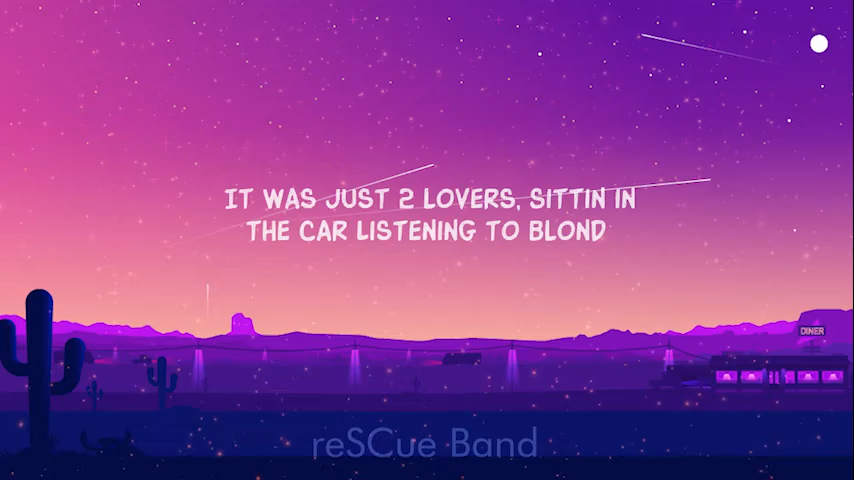 IT WAS JUST 2 LOVERS, SITTIN IN
THE CAR LISTENING TO BLOND
DINER
reSCue Band